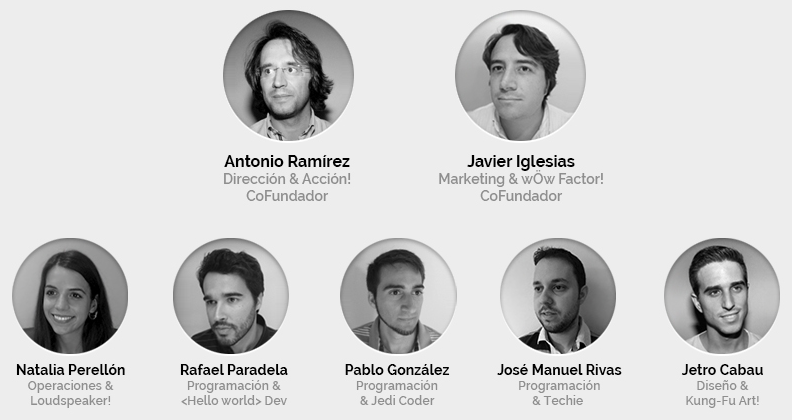 Antonio Ramírez
Dirección & Acción!
CoFundador
Javier Iglesias
Marketing & wÖw Factor!
CoFundador
Natalia Perellón
Operaciones &
Loudspeaker!
Rafael Paradela
Programación &
<Hello world> Dev
Pablo González
Programación
& Jedi Coder
José Manuel Rivas
Programación
& Techie
Jetro Cabau
Diseño &
Kung-Fu Art!